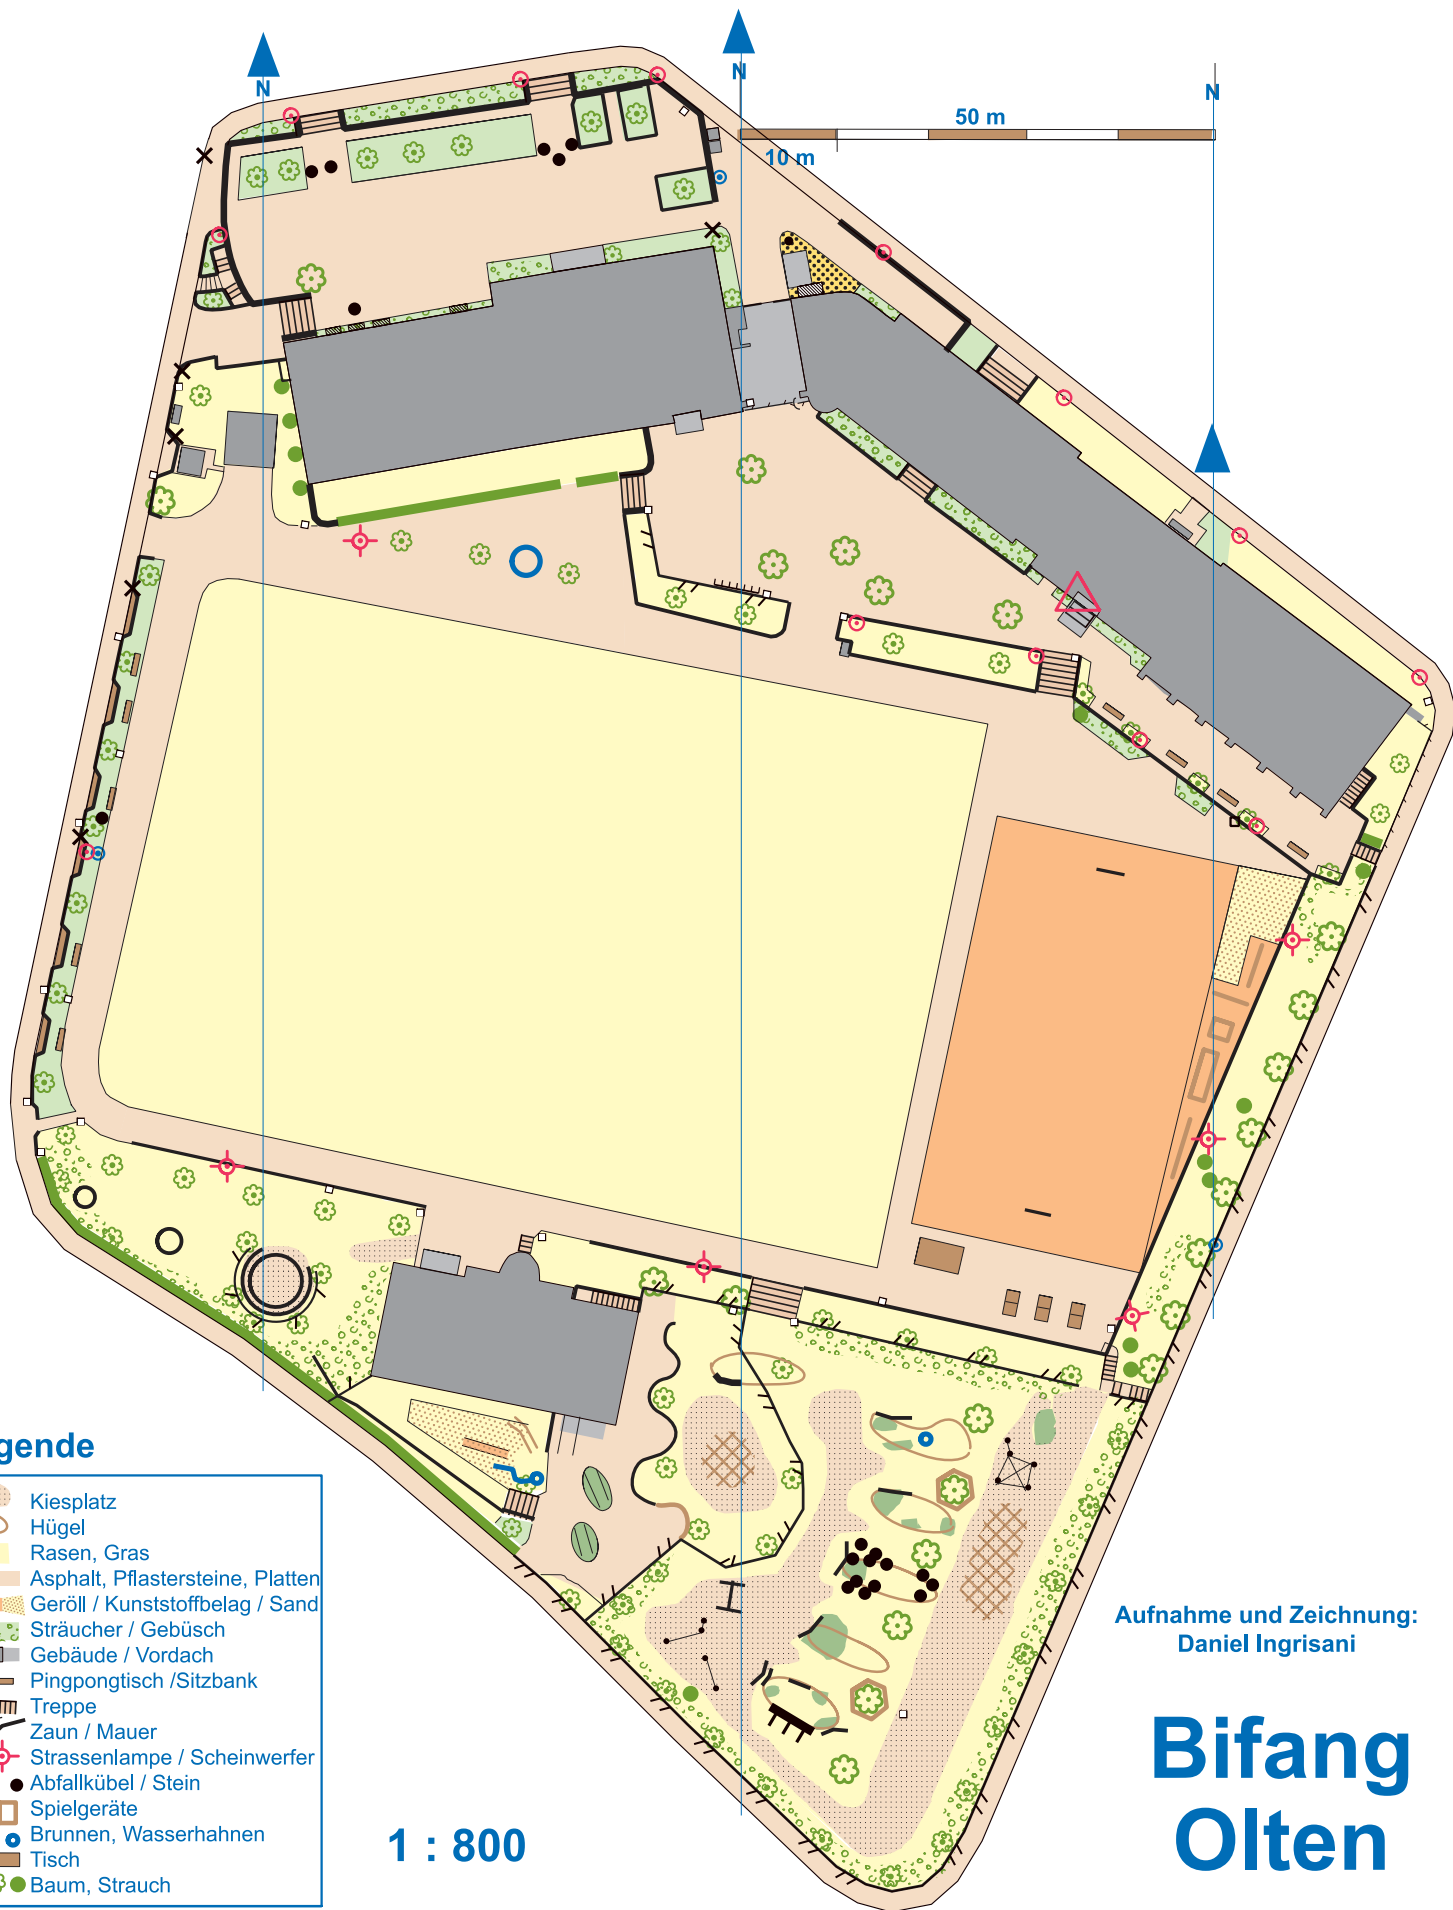 N
N
N
50 m
10 m
gende
Kiesplatz
Hügel
Rasen, Gras
Asphalt, Pflastersteine, Platten
Geröll / Kunststoffbelag / Sand
Sträucher / Gebüsch
Gebäude / Vordach
Pingpongtisch /Sitzbank
Treppe
Zaun / Mauer
Strassenlampe / Scheinwerfer
Abfallkübel / Stein
Spielgeräte
Brunnen, Wasserhahnen
Tisch
Baum, Strauch
1 : 800
Aufnahme und Zeichnung:
Daniel Ingrisani
Bifang
Olten